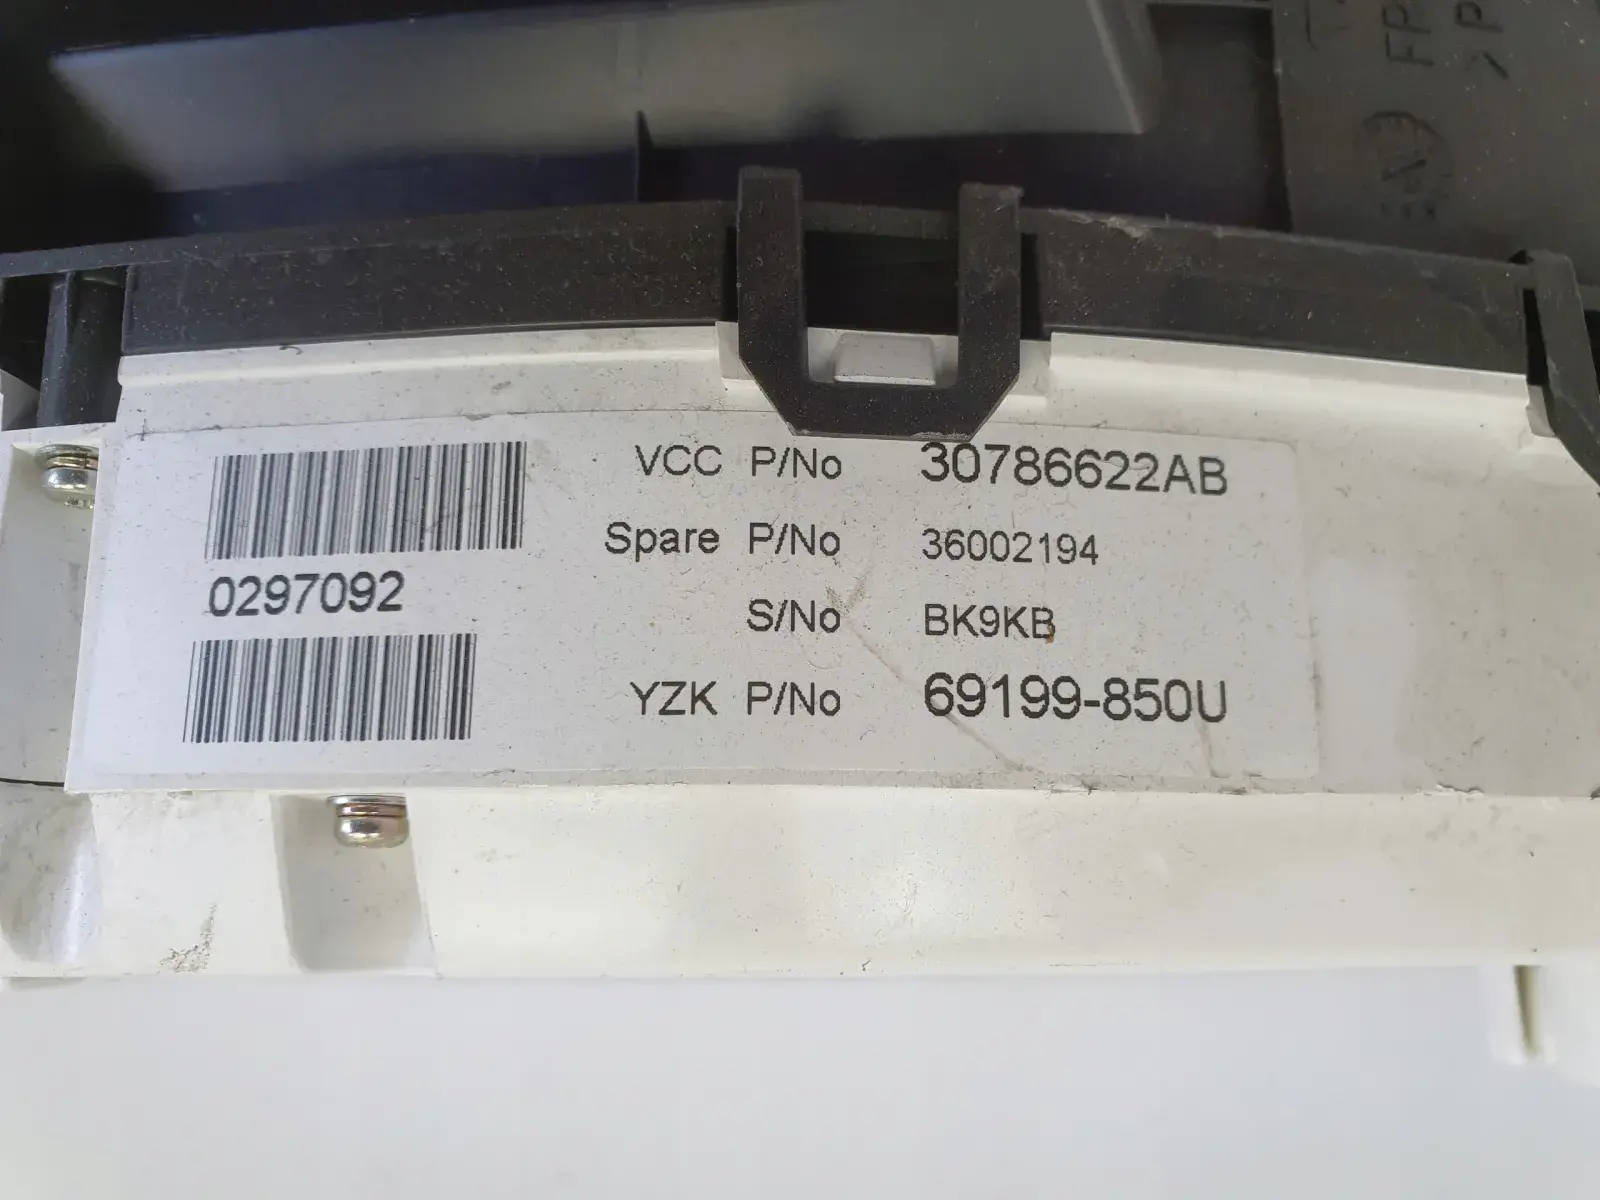 VCC P/No 30786622AB
Spare P/No 36002194
0297092
S/No BK9KB
YZK P/No 69199-850U